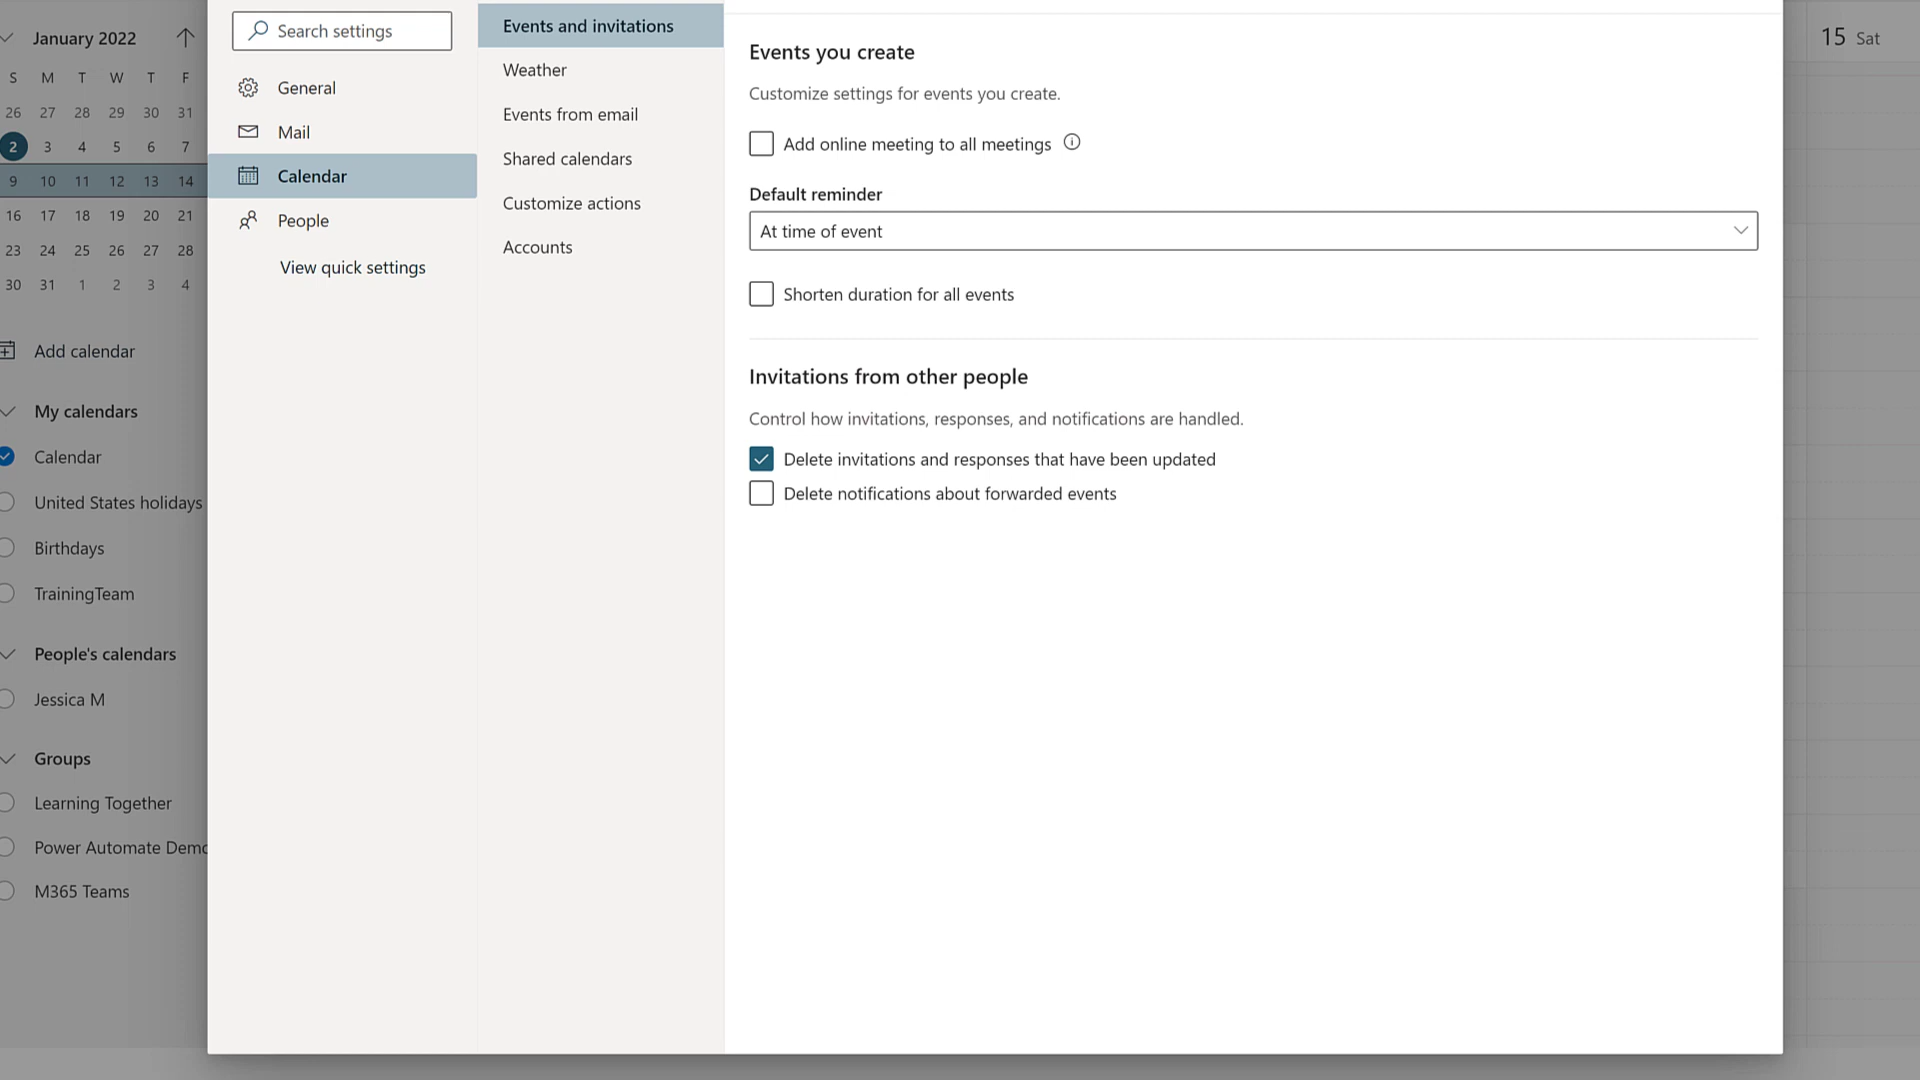 January 2022
S M T W T F
26 27 28 29 30 31
2 3 4 5 6 7
9 10 11 12 13 14
16 17 18 19 20 21
23 24 25 26 27 28
30 31 1 2 3 4
Add calendar
My calendars
Calendar
United States holidays
Birthdays
TrainingTeam
People's calendars
Jessica M
Groups
Learning Together
Power Automate Demo
M365 Teams
Search settings
General
Mail
Calendar
People
View quick settings
Events and invitations
Weather
Events from email
Shared calendars
Customize actions
Accounts
Events you create
Customize settings for events you create.
Add online meeting to all meetings
Default reminder
At time of event
Shorten duration for all events
Invitations from other people
Control how invitations, responses, and notifications are handled.
Delete invitations and responses that have been updated
Delete notifications about forwarded events
15 Sat